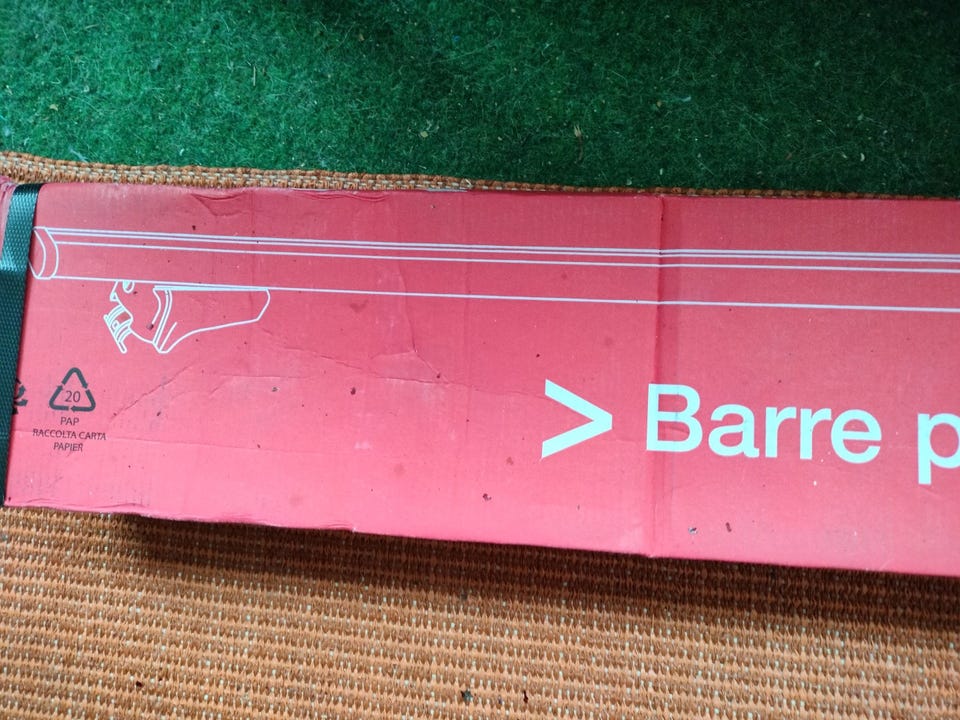 20
PAP
RACCOLTA CARTA
PAPIER
> Barre p